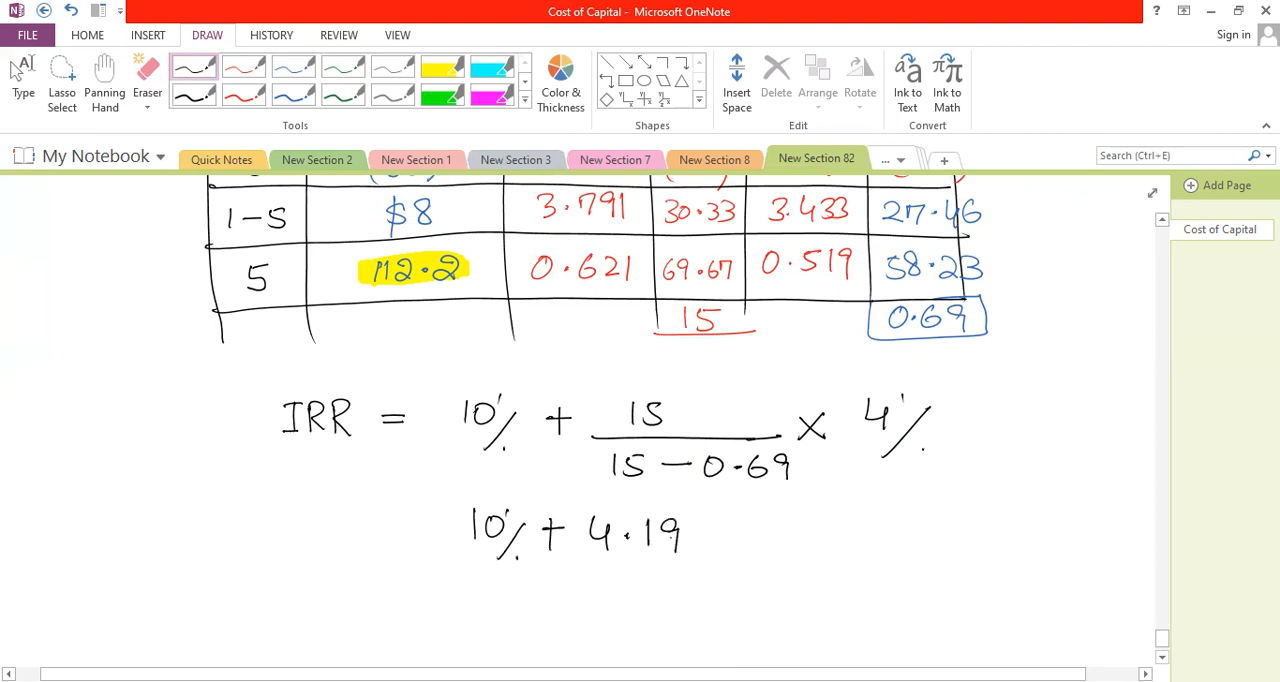 Cost of Capital - Microsoft OneNote
?
FILE HOME INSERT DRAW HISTORY REVIEW VIEW
Sign in
Type
Lasso Select
Panning Hand
Eraser
Color & Thickness
Insert Space
Delete
Arrange
Rotate
Ink to Text
Ink to Math
Tools
Shapes
Edit
Convert
My Notebook
Quick Notes
New Section 2
New Section 1
New Section 3
New Section 7
New Section 8
New Section 82
...
Search (Ctrl+E)
Add Page
Cost of Capital
1-5 $8 3.791 30.33 3.433 27.46
5 112.2 0.621 69.67 0.519 58.23
15 0.69
IRR = 10% + 15 × 4%
15 - 0.69
10% + 4.19